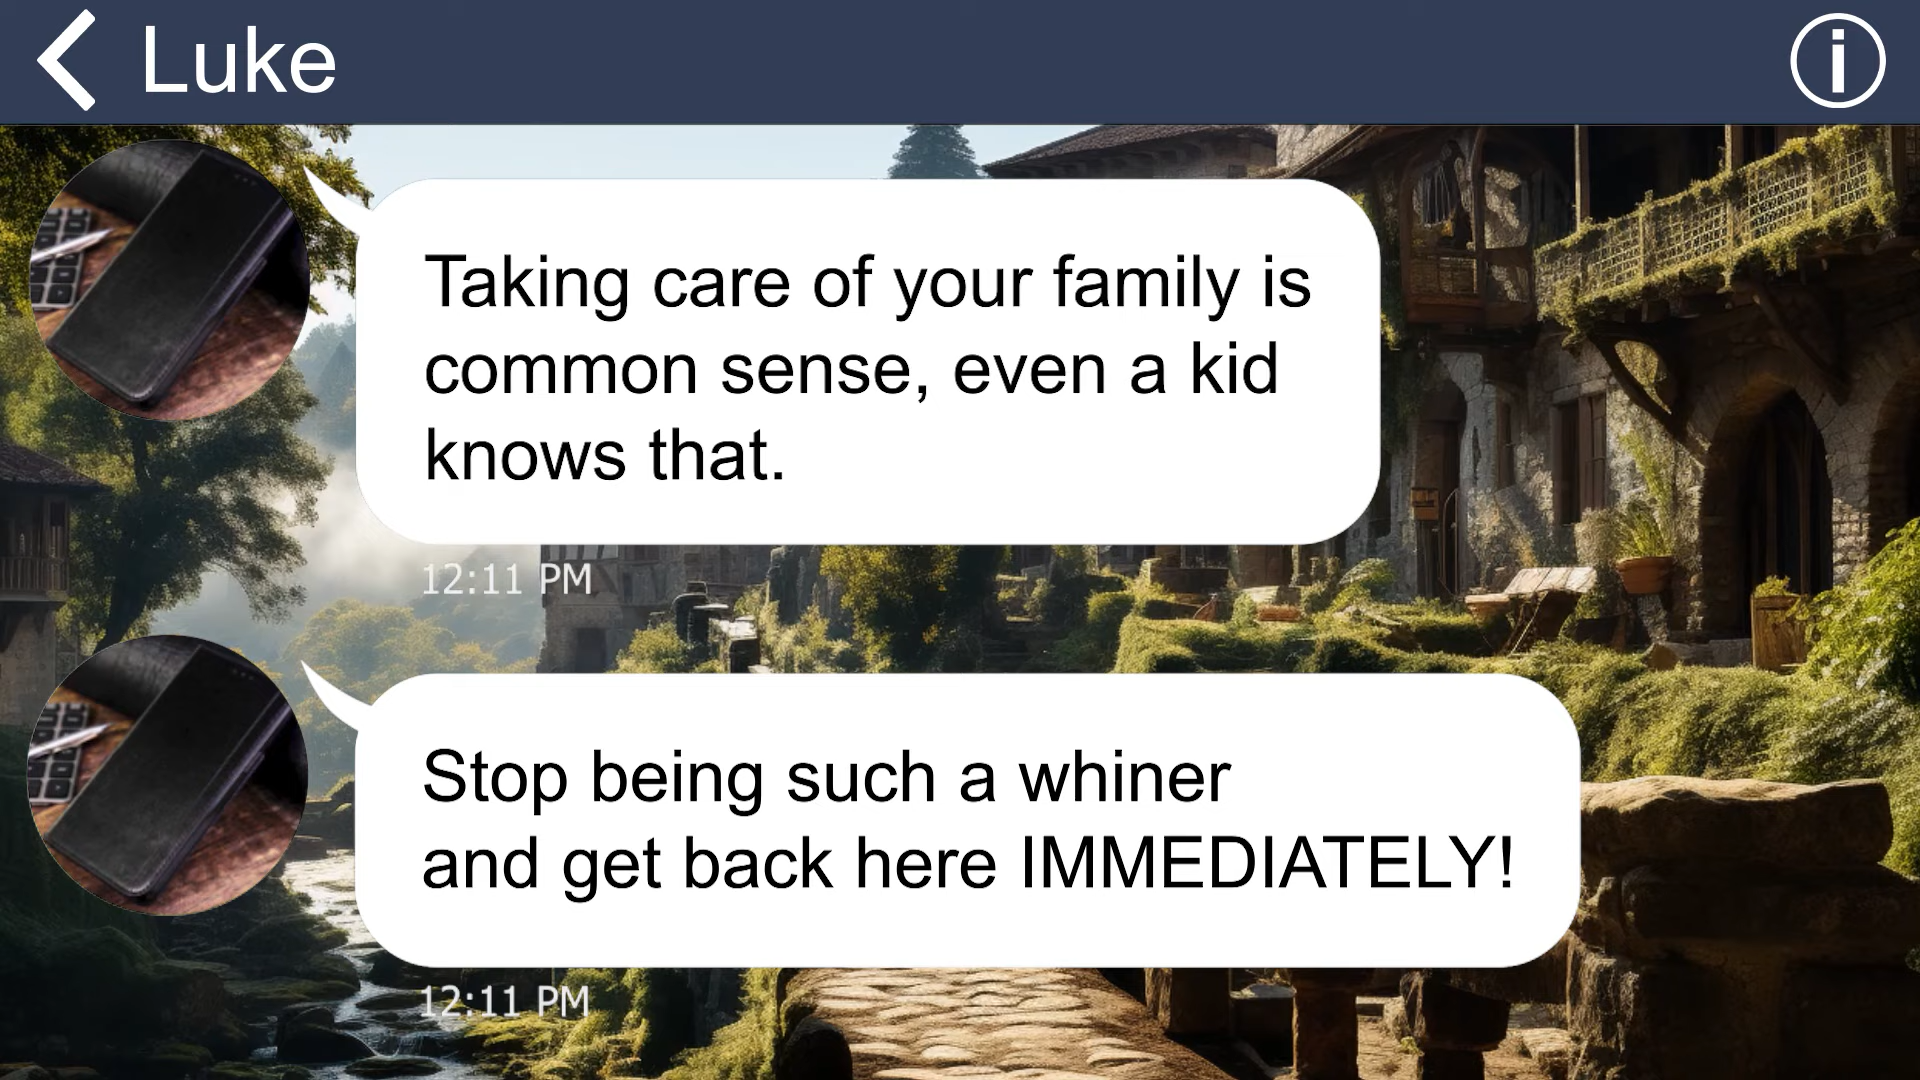 Luke
Taking care of your family is
common sense, even a kid
knows that.
12:11 PM
Stop being such a whiner
and get back here IMMEDIATELY!
12:11 PM